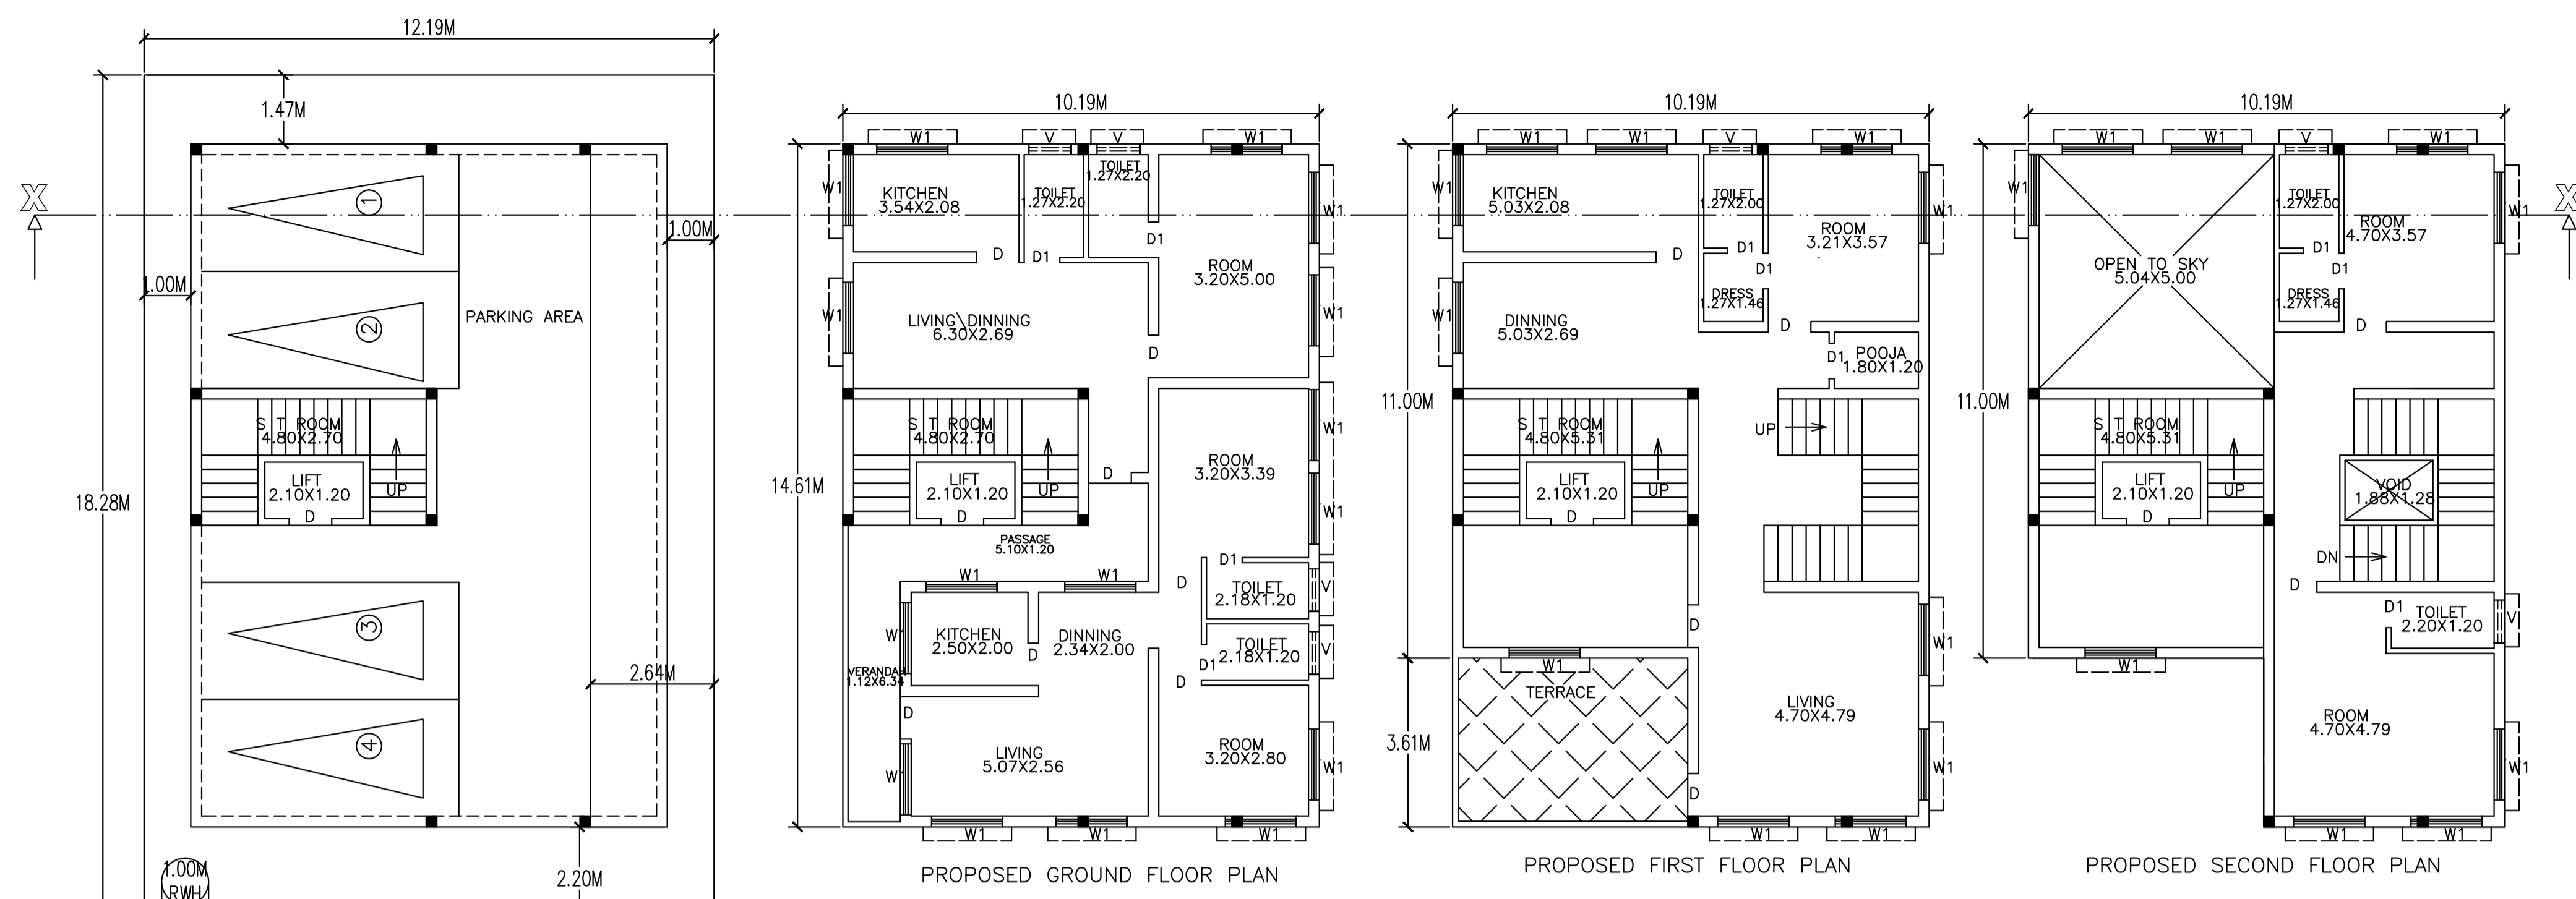 12.19M
1.47M
1.00M
1.00M
18.28M
1
2
PARKING AREA
S T ROOM
4.80X2.70
LIFT
2.10X1.20
D
UP
3
4
2.64M
2.20M
1.00M
RWH
X
10.19M
14.61M
W1
V
V
W1
W1
KITCHEN
3.54X2.08
TOILET
1.27X2.20
TOILET
1.27X2.20
W1
D
D1
D1
ROOM
3.20X5.00
W1
LIVING\DINNING
6.30X2.69
W1
D
S T ROOM
4.80X2.70
LIFT
2.10X1.20
D
UP
D
ROOM
3.20X3.39
W1
W1
PASSAGE
5.10X1.20
W1
W1
D
D1
TOILET
2.18X1.20
V
W1
KITCHEN
2.50X2.00
D
DINNING
2.34X2.00
TOILET
2.18X1.20
D1
V
VERANDAH
1.12X6.34
D
D
W1
LIVING
5.07X2.56
ROOM
3.20X2.80
W1
W1
W1
W1
PROPOSED GROUND FLOOR PLAN
10.19M
11.00M
3.61M
W1
W1
V
W1
W1
KITCHEN
5.03X2.08
TOILET
1.27X2.00
ROOM
3.21X3.57
W1
D
D1
D1
W1
DINNING
5.03X2.69
DRESS
1.27X1.46
D
D1
POOJA
1.80X1.20
S T ROOM
4.80X5.31
LIFT
2.10X1.20
D
UP
UP
D
W1
W1
TERRACE
LIVING
4.70X4.79
W1
D
W1
W1
PROPOSED FIRST FLOOR PLAN
10.19M
11.00M
W1
W1
V
W1
W1
TOILET
1.27X2.00
ROOM
4.70X3.57
W1
OPEN TO SKY
5.04X5.00
D1
D1
DRESS
1.27X1.46
D
S T ROOM
4.80X5.31
LIFT
2.10X1.20
D
UP
VOID
1.88X1.28
DN
D
D1
TOILET
2.20X1.20
V
W1
ROOM
4.70X4.79
W1
W1
W1
PROPOSED SECOND FLOOR PLAN
X